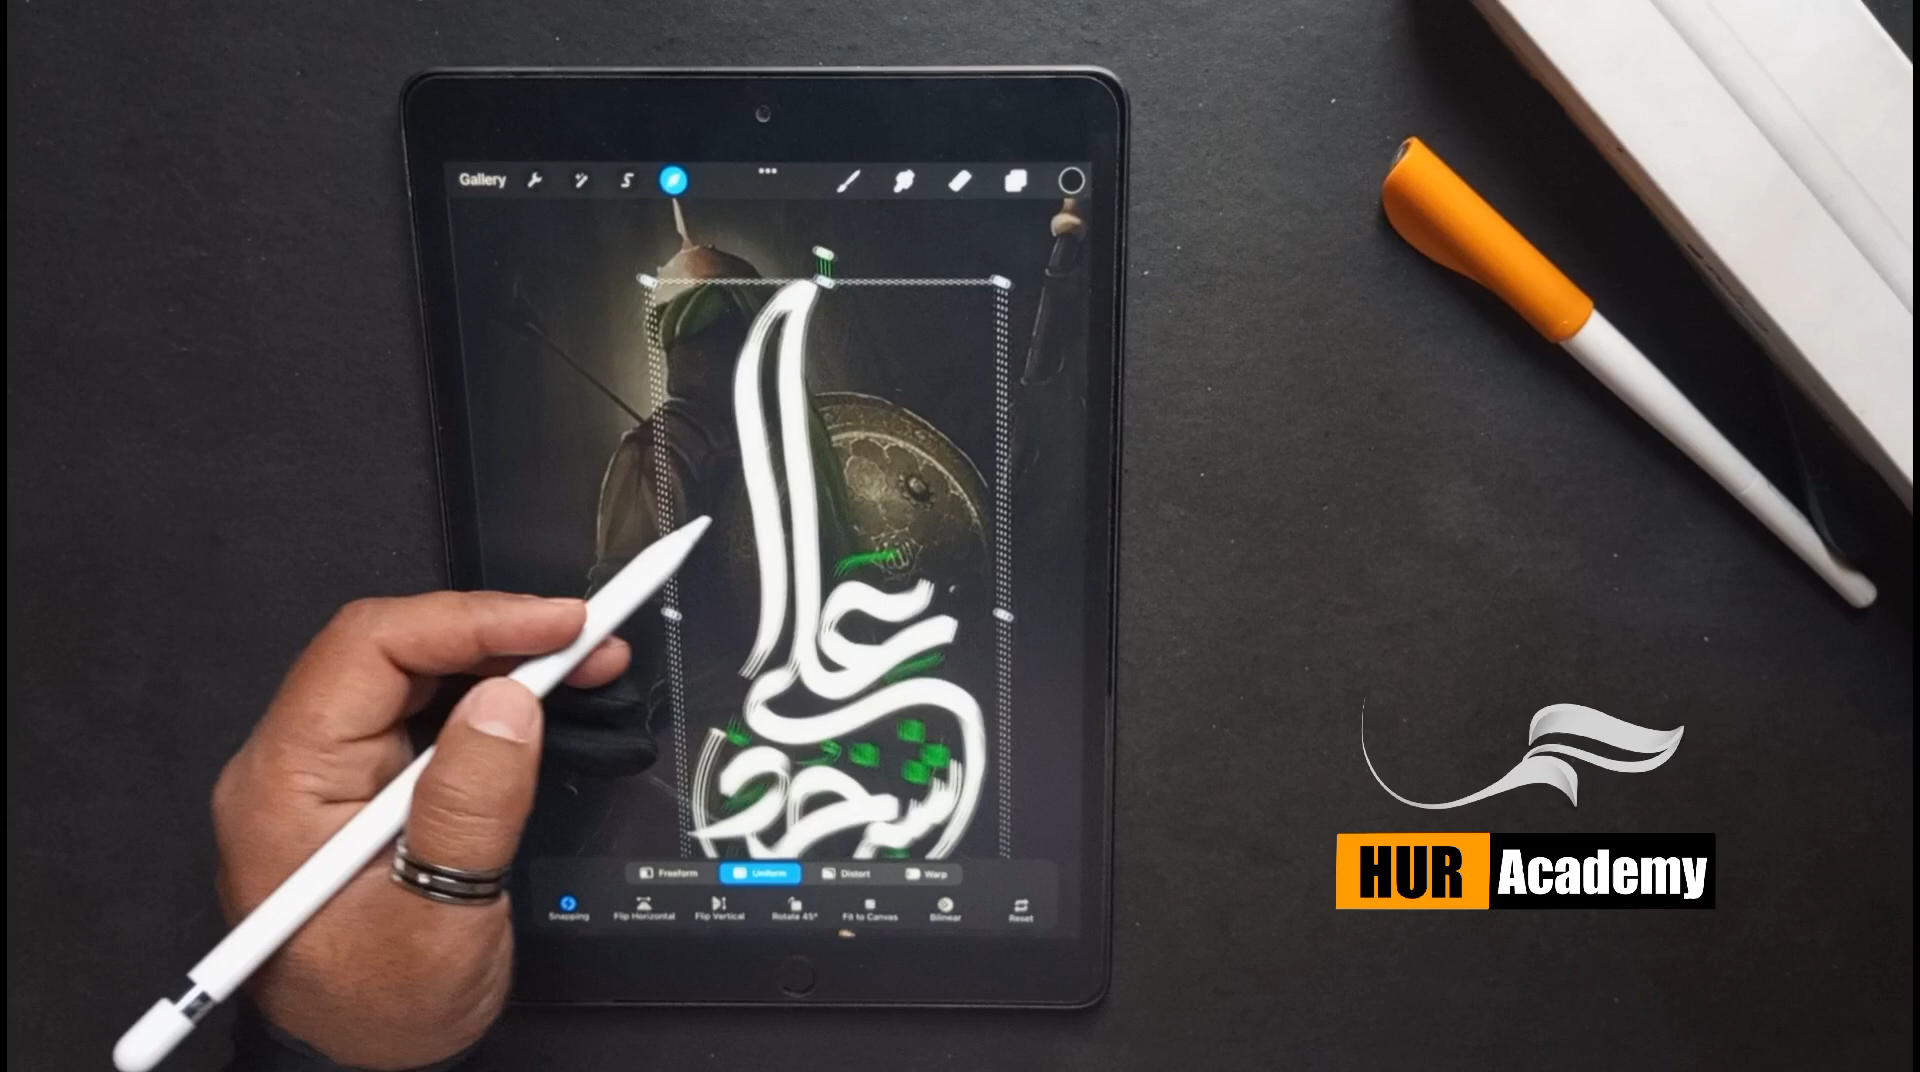 Gallery
علی
Freeform Uniform Distort Warp
Snapping Flip Horizontal Flip Vertical Rotate 45° Fit to Canvas Bilinear Reset
HUR Academy